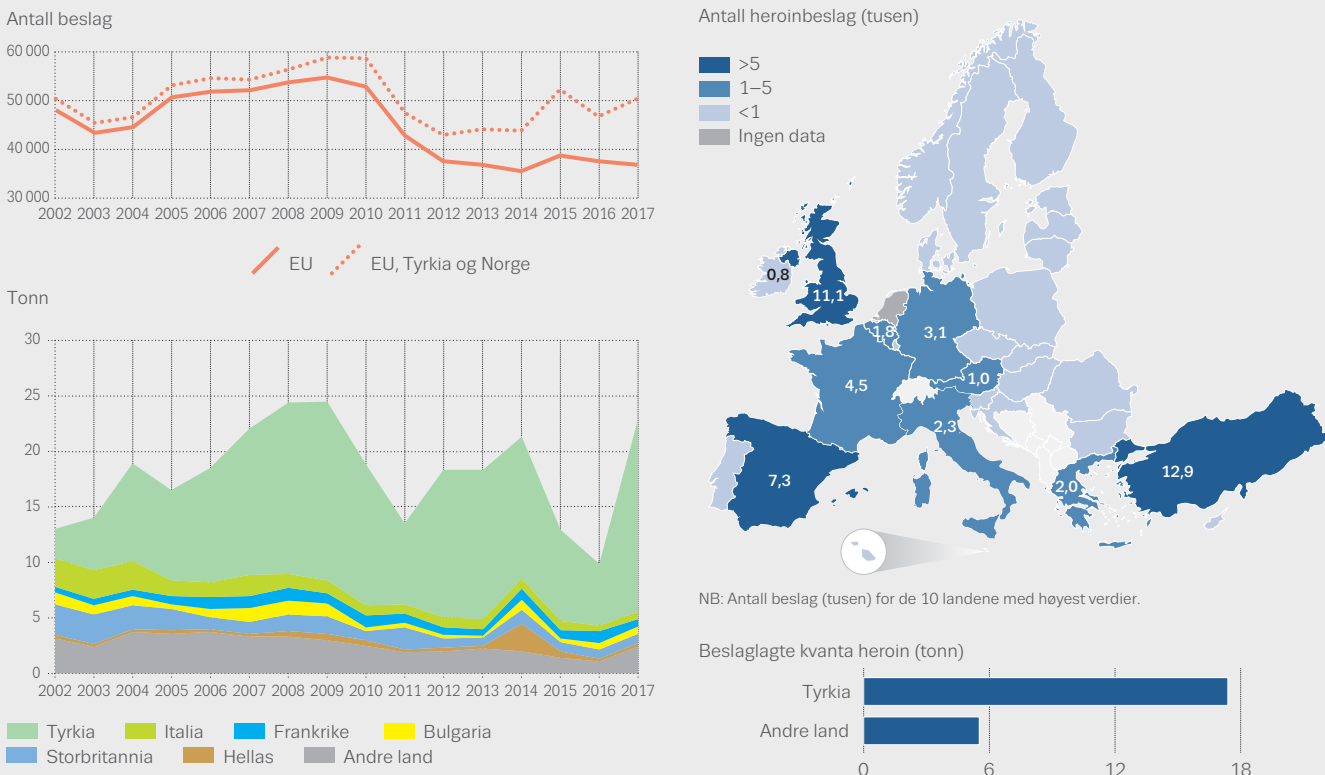 Antall beslag
60 000
50 000
40 000
30 000
2002 2003 2004 2005 2006 2007 2008 2009 2010 2011 2012 2013 2014 2015 2016 2017
EU EU, Tyrkia og Norge
Tonn
30
25
20
15
10
5
0
2002 2003 2004 2005 2006 2007 2008 2009 2010 2011 2012 2013 2014 2015 2016 2017
Tyrkia Italia Frankrike Bulgaria
Storbritannia Hellas Andre land
Antall heroinbeslag (tusen)
>5
1–5
<1
Ingen data
0,8
11,1
1,8
3,1
4,5
1,0
2,3
7,3
2,0
12,9
NB: Antall beslag (tusen) for de 10 landene med høyest verdier.
Beslaglagte kvanta heroin (tonn)
Tyrkia
Andre land
0 6 12 18